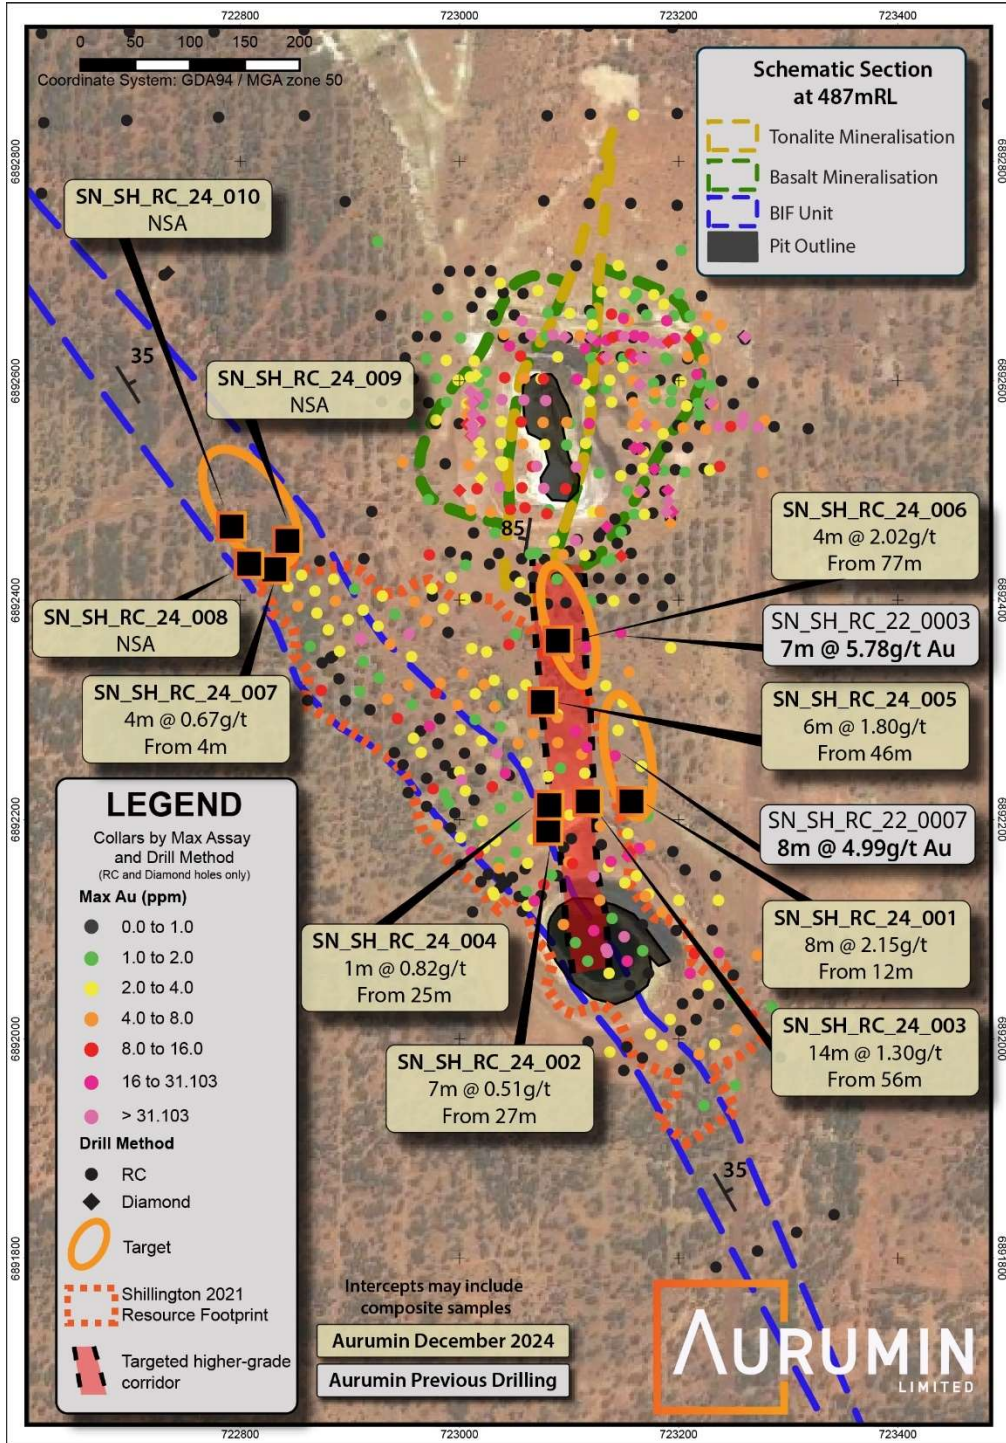 722800
723000
723200
723400
0 50 100 150 200
Coordinate System: GDA94 / MGA zone 50
Schematic Section
at 487mRL
Tonalite Mineralisation
Basalt Mineralisation
BIF Unit
Pit Outline
6892800
6892800
SN_SH_RC_24_010
NSA
35
SN_SH_RC_24_009
NSA
6892600
6892600
85
SN_SH_RC_24_006
4m @ 2.02g/t
From 77m
6892400
6892400
SN_SH_RC_24_008
NSA
SN_SH_RC_22_0003
7m @ 5.78g/t Au
SN_SH_RC_24_007
4m @ 0.67g/t
From 4m
SN_SH_RC_24_005
6m @ 1.80g/t
From 46m
6892200
6892200
SN_SH_RC_22_0007
8m @ 4.99g/t Au
SN_SH_RC_24_004
1m @ 0.82g/t
From 25m
SN_SH_RC_24_001
8m @ 2.15g/t
From 12m
6892000
6892000
SN_SH_RC_24_002
7m @ 0.51g/t
From 27m
SN_SH_RC_24_003
14m @ 1.30g/t
From 56m
35
6891800
6891800
LEGEND
Collars by Max Assay
and Drill Method
(RC and Diamond holes only)
Max Au (ppm)
0.0 to 1.0
1.0 to 2.0
2.0 to 4.0
4.0 to 8.0
8.0 to 16.0
16 to 31.103
> 31.103
Drill Method
RC
Diamond
Target
Shillington 2021
Resource Footprint
Targeted higher-grade
corridor
Intercepts may include
composite samples
Aurumin December 2024
Aurumin Previous Drilling
AURUMIN
LIMITED
722800
723000
723200
723400